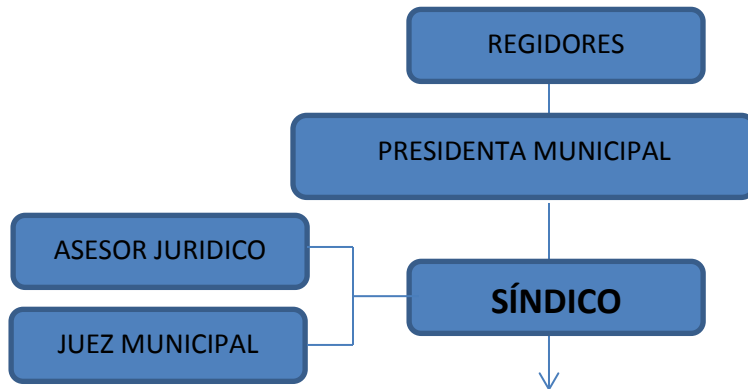 REGIDORES
PRESIDENTA MUNICIPAL
ASESOR JURIDICO
SÍNDICO
JUEZ MUNICIPAL